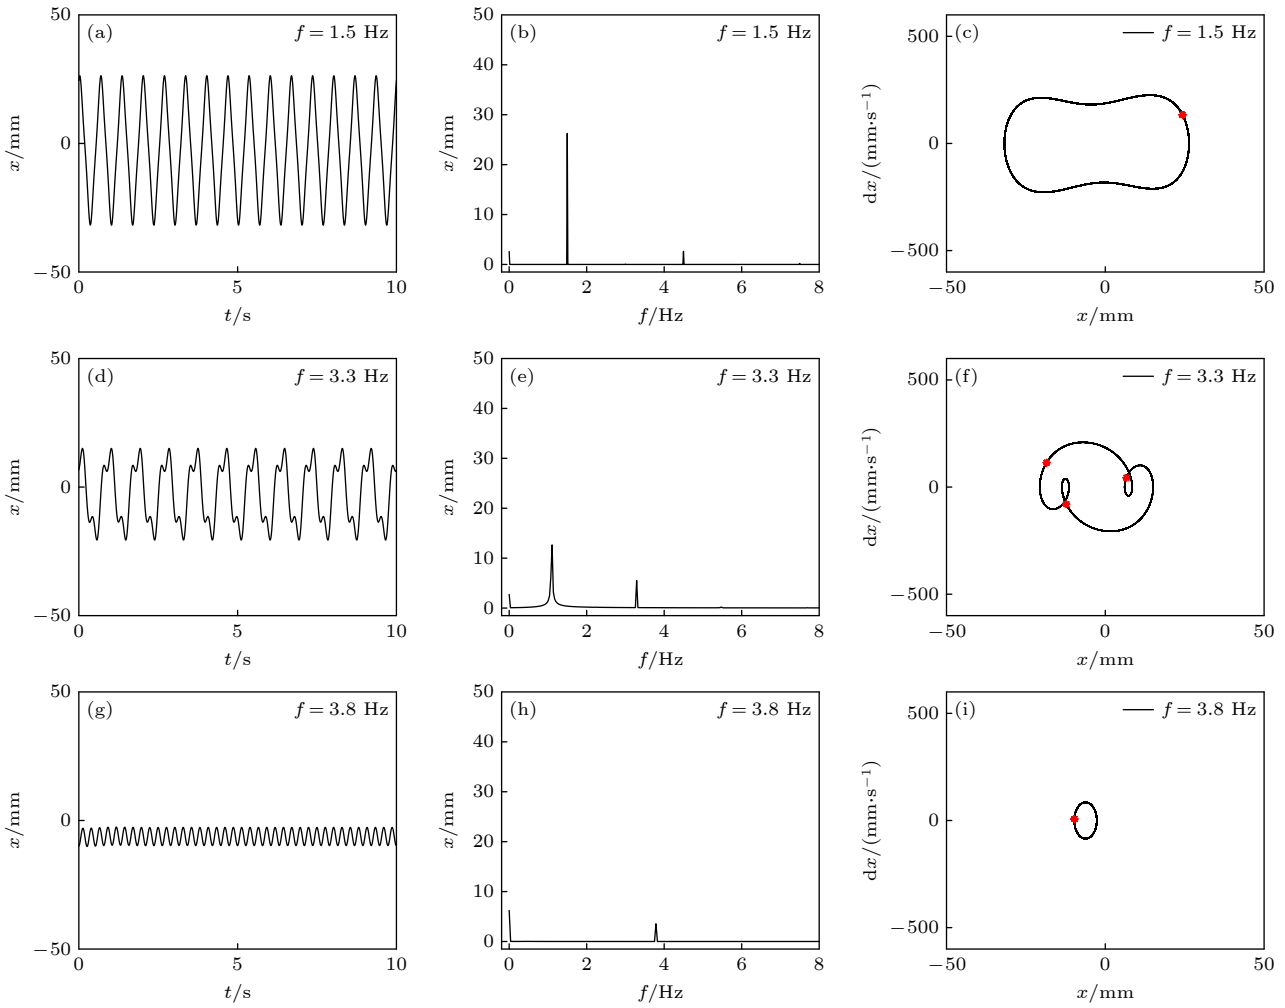 (a) f = 1.5 Hz
50
0
−50
x/mm
0 5 10
t/s
(b) f = 1.5 Hz
50
40
30
20
10
0
x/mm
0 2 4 6 8
f/Hz
(c) f = 1.5 Hz
500
0
−500
dx/(mm·s⁻¹)
−50 0 50
x/mm
(d) f = 3.3 Hz
50
0
−50
x/mm
0 5 10
t/s
(e) f = 3.3 Hz
50
40
30
20
10
0
x/mm
0 2 4 6 8
f/Hz
(f) f = 3.3 Hz
500
0
−500
dx/(mm·s⁻¹)
−50 0 50
x/mm
(g) f = 3.8 Hz
50
0
−50
x/mm
0 5 10
t/s
(h) f = 3.8 Hz
50
40
30
20
10
0
x/mm
0 2 4 6 8
f/Hz
(i) f = 3.8 Hz
500
0
−500
dx/(mm·s⁻¹)
−50 0 50
x/mm